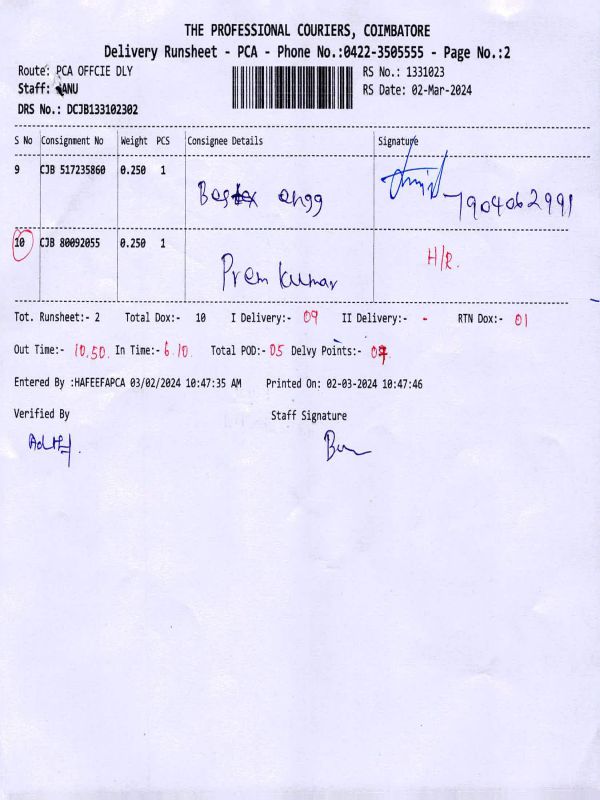 THE PROFESSIONAL COURIERS, COIMBATORE
Delivery Runsheet - PCA - Phone No.:0422-3505555 - Page No.:2
Route: PCA OFFCIE DLY
RS No.: 1331023
Staff: ANU
RS Date: 02-Mar-2024
DRS No.: DCJB133102302
S No Consignment No Weight PCS Consignee Details Signature
9 CJB 517235860 0.250 1
engg 7904062991
10 CJB 80092055 0.250 1
Prem Kumar H/R.
Tot. Runsheet:- 2 Total Dox:- 10 I Delivery:- 09 II Delivery:- - RTN Dox:- 01
Out Time:- 10.50. In Time:- 6.10. Total POD:- 05 Delvy Points:- 07.
Entered By :HAFEEFAPCA 03/02/2024 10:47:35 AM Printed On: 02-03-2024 10:47:46
Verified By Staff Signature